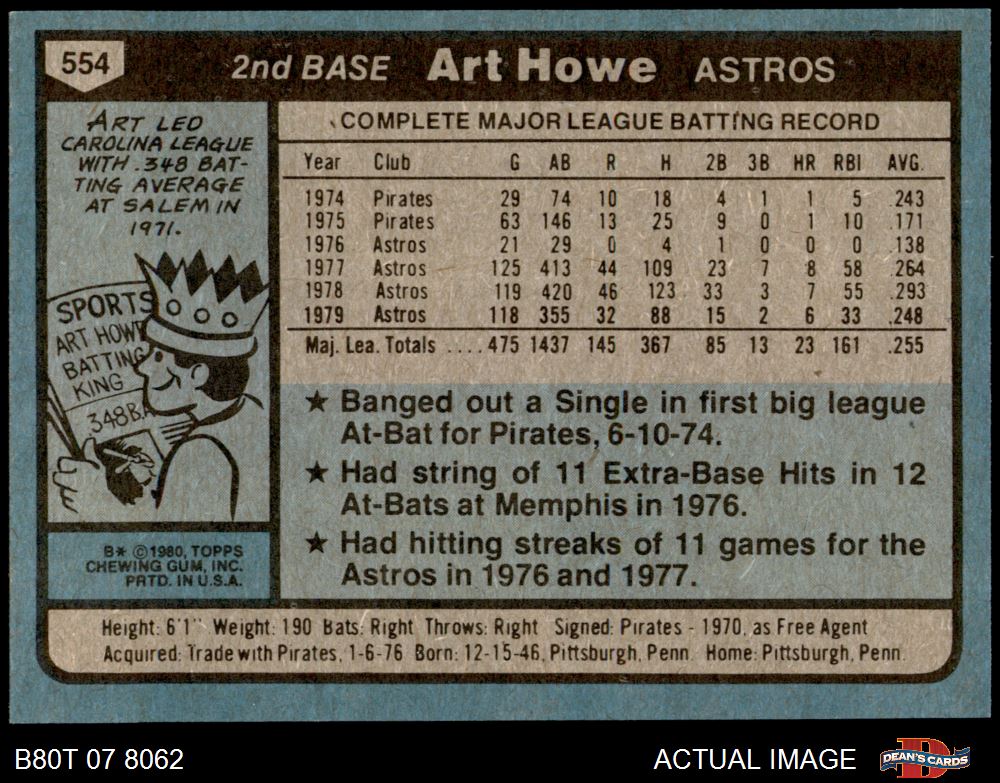 554
2nd BASE Art Howe ASTROS
ART LED
CAROLINA LEAGUE
WITH .348 BAT-
TING AVERAGE
AT SALEM IN
1971.
SPORTS
ART HOWE
BATTING
KING
.348 B.A.
B* ©1980, TOPPS
CHEWING GUM, INC.
PRTD. IN U.S.A.
COMPLETE MAJOR LEAGUE BATTING RECORD
Year Club G AB R H 2B 3B HR RBI AVG.
1974 Pirates 29 74 10 18 4 1 1 5 .243
1975 Pirates 63 146 13 25 9 0 1 10 .171
1976 Astros 21 29 0 4 1 0 0 0 .138
1977 Astros 125 413 44 109 23 7 8 58 .264
1978 Astros 119 420 46 123 33 3 7 55 .293
1979 Astros 118 355 32 88 15 2 6 33 .248
Maj. Lea. Totals ....475 1437 145 367 85 13 23 161 .255
★ Banged out a Single in first big league
At-Bat for Pirates, 6-10-74.
★ Had string of 11 Extra-Base Hits in 12
At-Bats at Memphis in 1976.
★ Had hitting streaks of 11 games for the
Astros in 1976 and 1977.
Height: 6'1" Weight: 190 Bats: Right Throws: Right Signed: Pirates - 1970, as Free Agent
Acquired: Trade with Pirates, 1-6-76 Born: 12-15-46, Pittsburgh, Penn. Home: Pittsburgh, Penn.
B80T 07 8062
ACTUAL IMAGE
DEAN'S CARDS